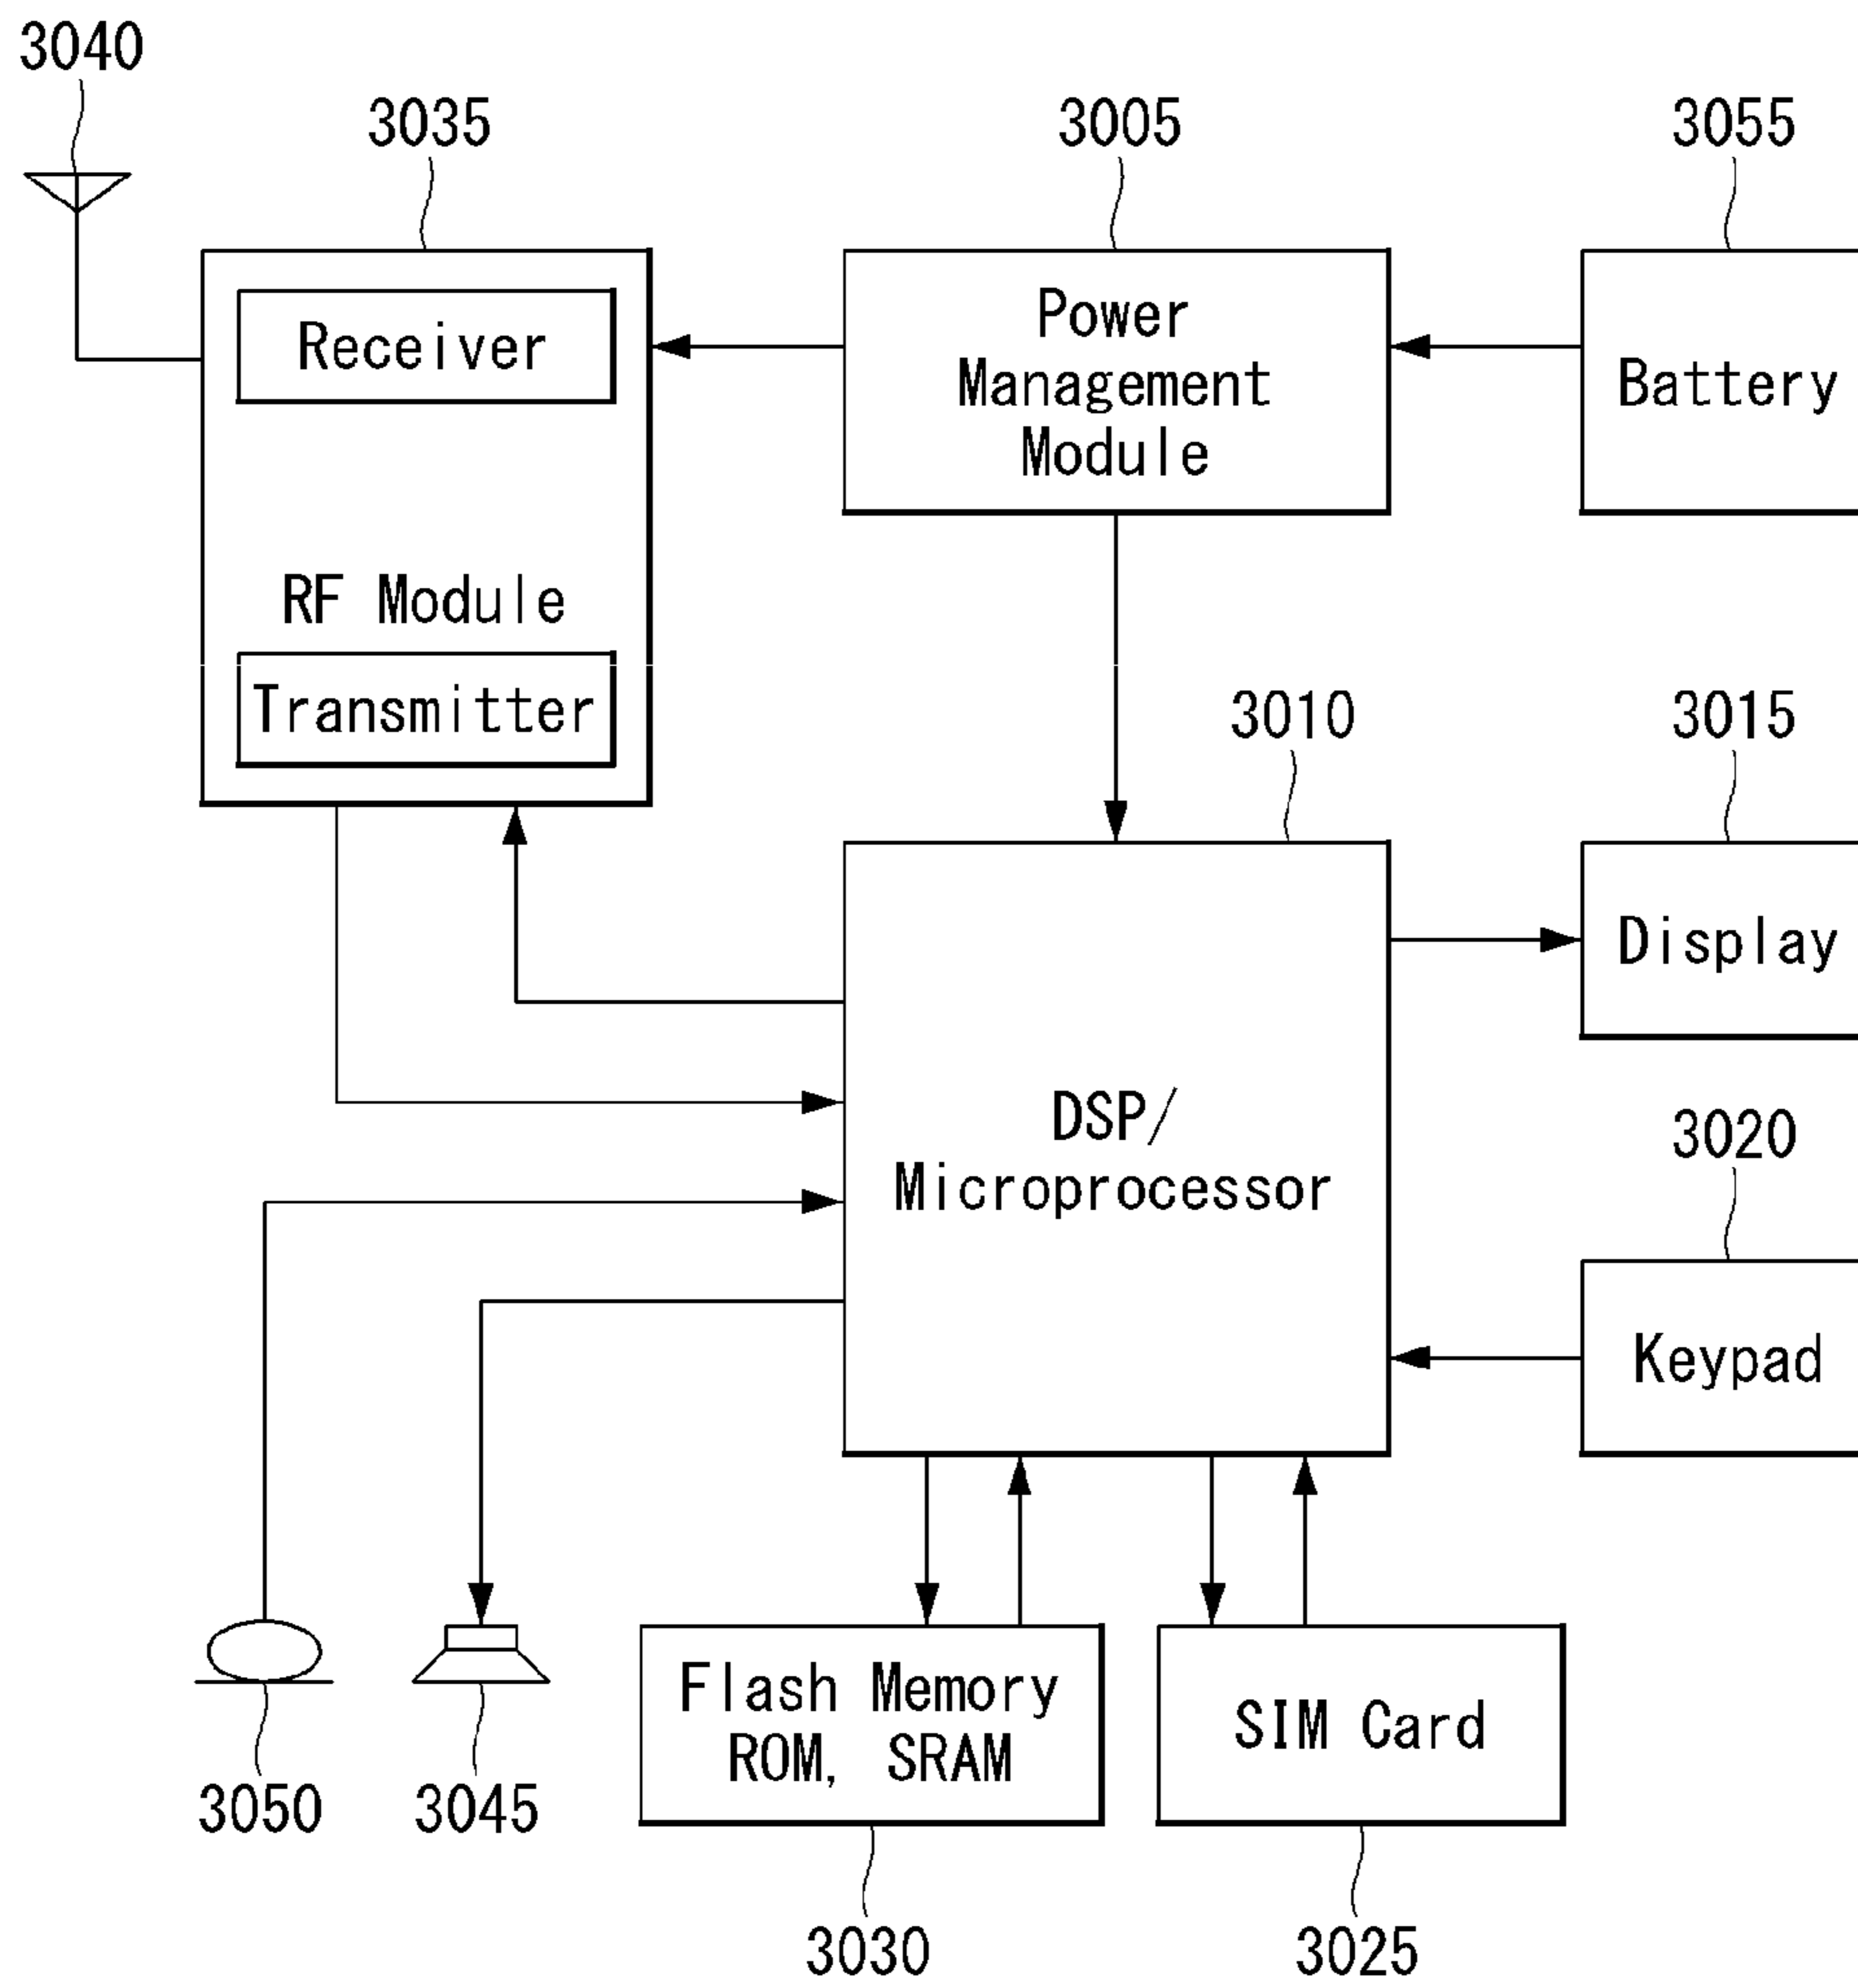 3040
3035
3005
3055
Receiver
Power
Management
Module
Battery
RF Module
Transmitter
3010
3015
Display
DSP/
Microprocessor
3020
Keypad
Flash Memory
ROM, SRAM
SIM Card
3050
3045
3030
3025